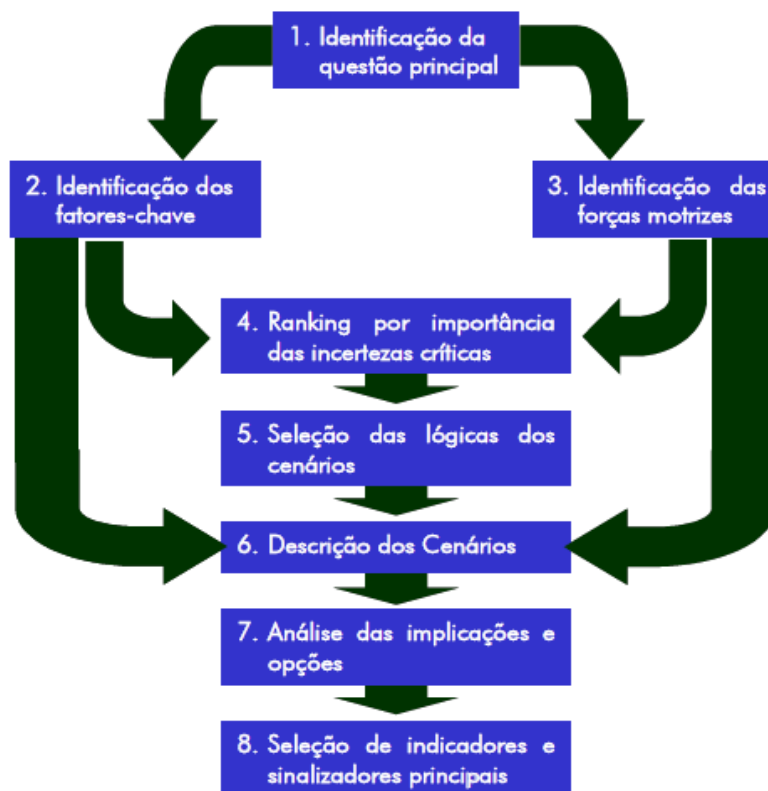 1. Identificação da
questão principal
2. Identificação dos
fatores-chave
3. Identificação das
forças motrizes
4. Ranking por importância
das incertezas críticas
5. Seleção das lógicas dos
cenários
6. Descrição dos Cenários
7. Análise das implicações e
opções
8. Seleção de indicadores e
sinalizadores principais